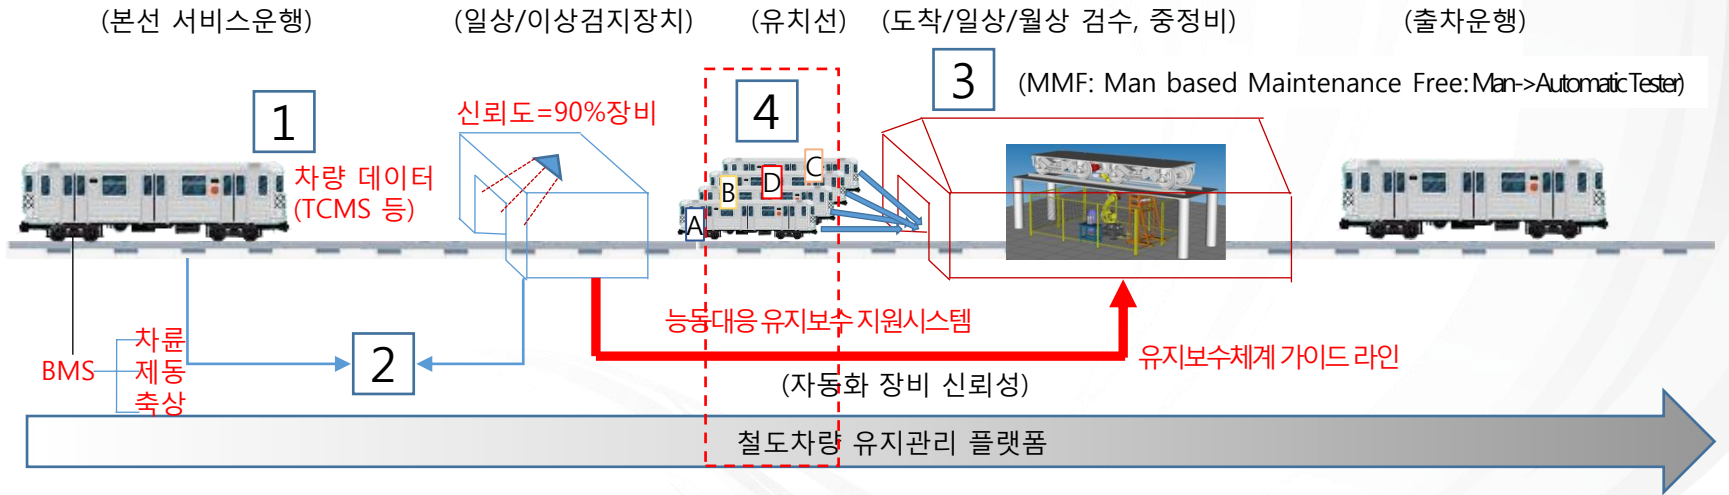 (본선 서비스운행)
(일상/이상검지장치)
(유치선)
(도착/일상/월상 검수, 중정비)
(출차운행)
1
신뢰도=90%장비
4
3
(MMF: Man based Maintenance Free:Man->AutomaticTester)
차량 데이터
(TCMS 등)
A
B
D
C
능동대응 유지보수 지원시스템
BMS
차륜
제동
축상
2
유지보수체계 가이드 라인
(자동화 장비 신뢰성)
철도차량 유지관리 플랫폼